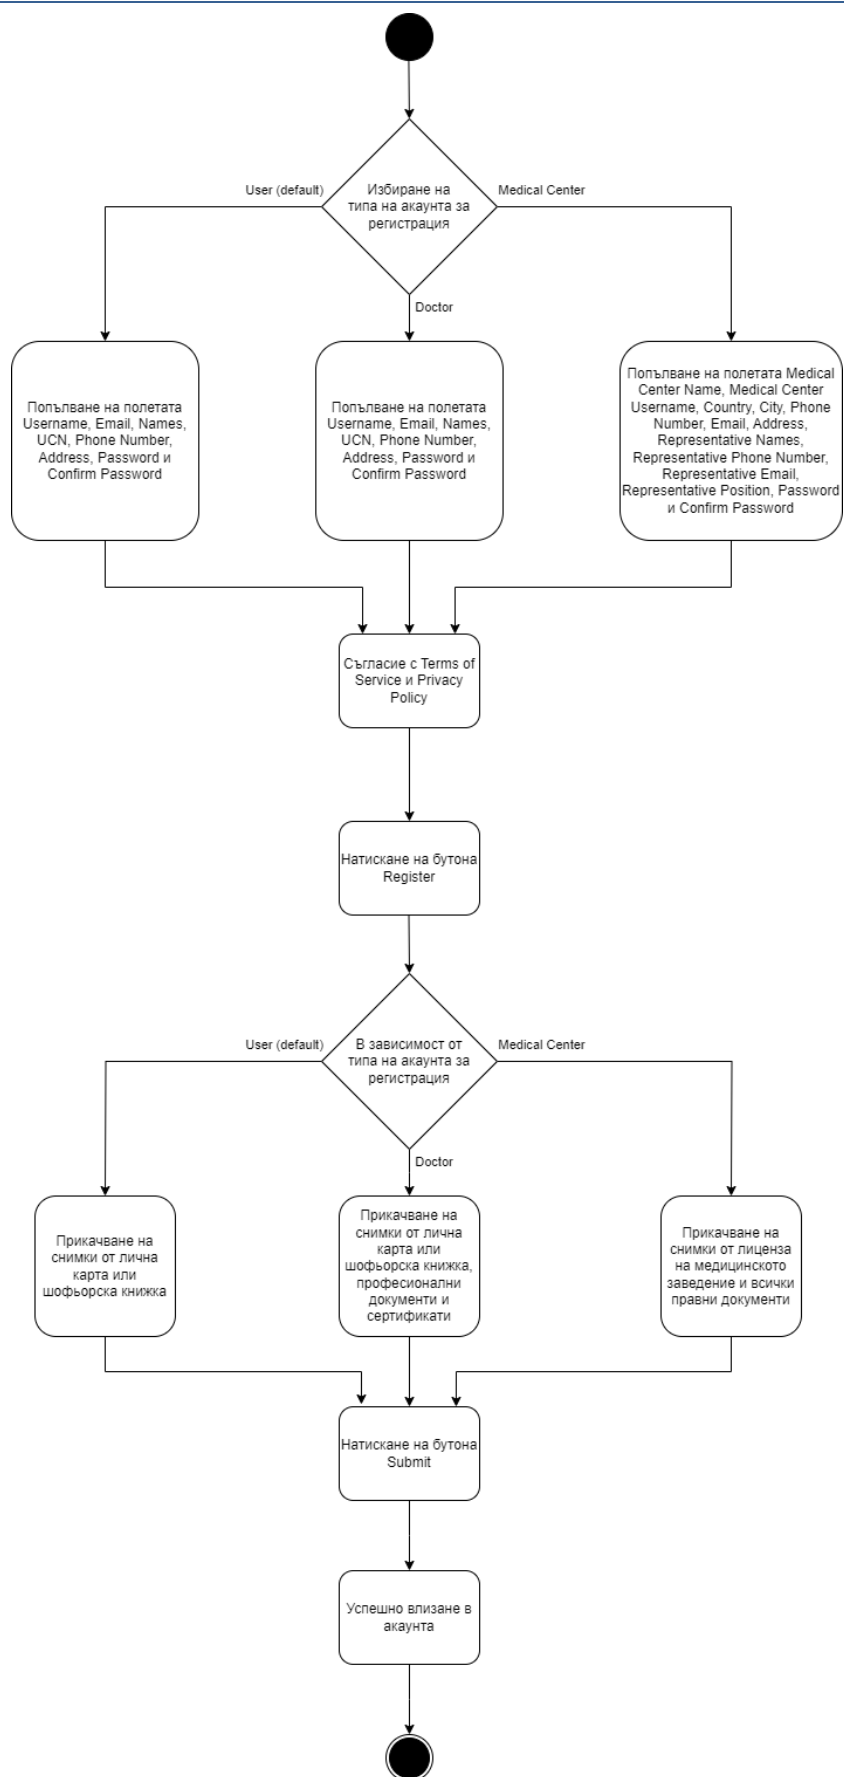 User (default)
Избиране на
типа на акаунта за
регистрация
Medical Center
Doctor
Попълване на полетата
Username, Email, Names,
UCN, Phone Number,
Address, Password и
Confirm Password
Попълване на полетата
Username, Email, Names,
UCN, Phone Number,
Address, Password и
Confirm Password
Попълване на полетата Medical
Center Name, Medical Center
Username, Country, City, Phone
Number, Email, Address,
Representative Names,
Representative Phone Number,
Representative Email,
Representative Position, Password
и Confirm Password
Съгласие с Terms of
Service и Privacy
Policy
Натискане на бутона
Register
User (default)
В зависимост от
типа на акаунта за
регистрация
Medical Center
Doctor
Прикачване на
снимки от лична
карта или
шофьорска книжка
Прикачване на
снимки от лична
карта или
шофьорска книжка,
професионални
документи и
сертификати
Прикачване на
снимки от лиценза
на медицинското
заведение и всички
правни документи
Натискане на бутона
Submit
Успешно влизане в
акаунта